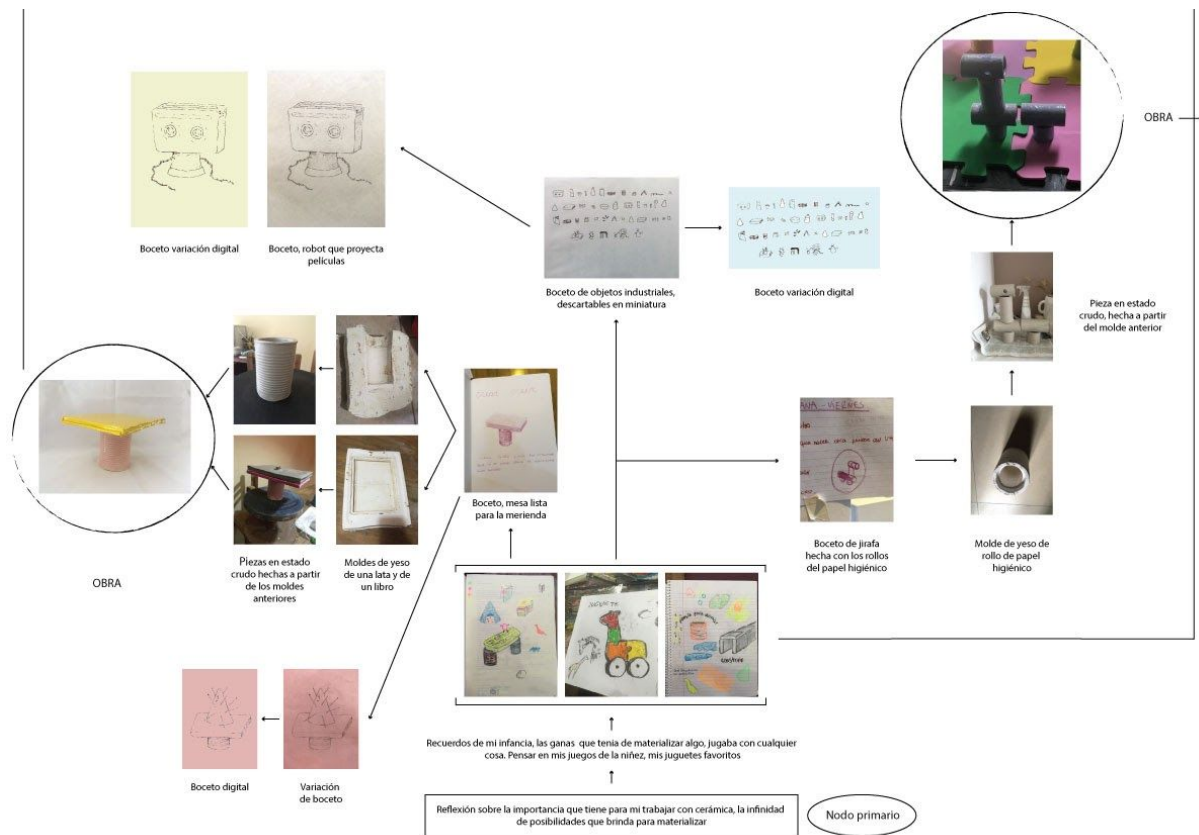 OBRA
Boceto variación digital
Boceto, robot que proyecta
películas
Boceto de objetos industriales,
descartables en miniatura
Boceto variación digital
Pieza en estado
crudo, hecha a partir
del molde anterior
Boceto, mesa lista
para la merienda
ANA - VIERNES
Boceto de jirafa
hecha con los rollos
del papel higiénico
Molde de yeso de
rollo de papel
higiénico
OBRA
Piezas en estado
crudo hechas a partir
de los moldes
anteriores
Moldes de yeso
de una lata y de
un libro
Boceto digital
Variación
de boceto
Recuerdos de mi infancia, las ganas que tenia de materializar algo, jugaba con cualquier
cosa. Pensar en mis juegos de la niñez, mis juguetes favoritos
Reflexión sobre la importancia que tiene para mi trabajar con cerámica, la infinidad
de posibilidades que brinda para materializar
Nodo primario